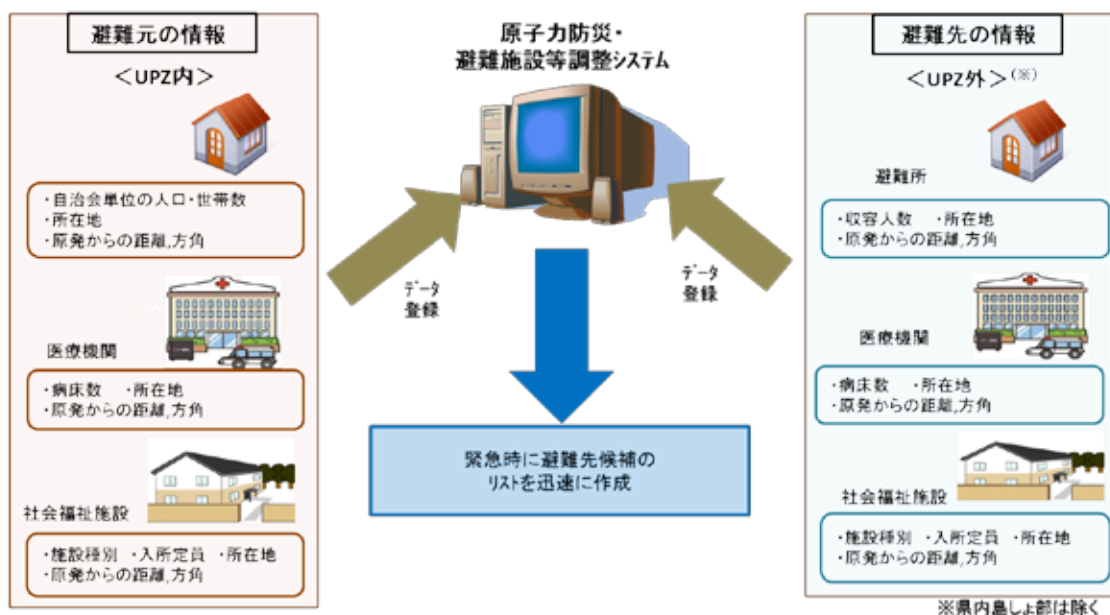 避難元の情報
＜UPZ内＞
・自治会単位の人口・世帯数
・所在地
・原発からの距離,方角
医療機関
・病床数　・所在地
・原発からの距離,方角
社会福祉施設
・施設種別　・入所定員　・所在地
・原発からの距離,方角
原子力防災・
避難施設等調整システム
データ
登録
データ
登録
緊急時に避難先候補の
リストを迅速に作成
避難先の情報
＜UPZ外＞(※)
避難所
・収容人数　・所在地
・原発からの距離,方角
医療機関
・病床数　・所在地
・原発からの距離,方角
社会福祉施設
・施設種別　・入所定員　・所在地
・原発からの距離,方角
※県内島しょ部は除く